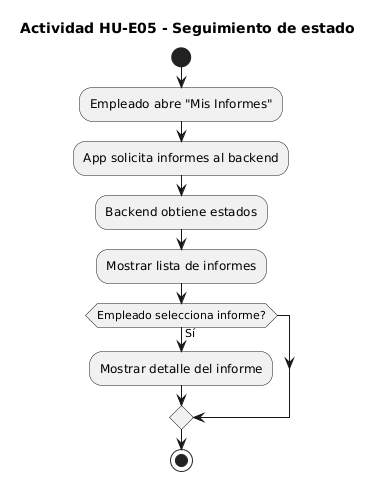 Actividad HU-E05 - Seguimiento de estado
Empleado abre "Mis Informes"
App solicita informes al backend
Backend obtiene estados
Mostrar lista de informes
Empleado selecciona informe?
Sí
Mostrar detalle del informe